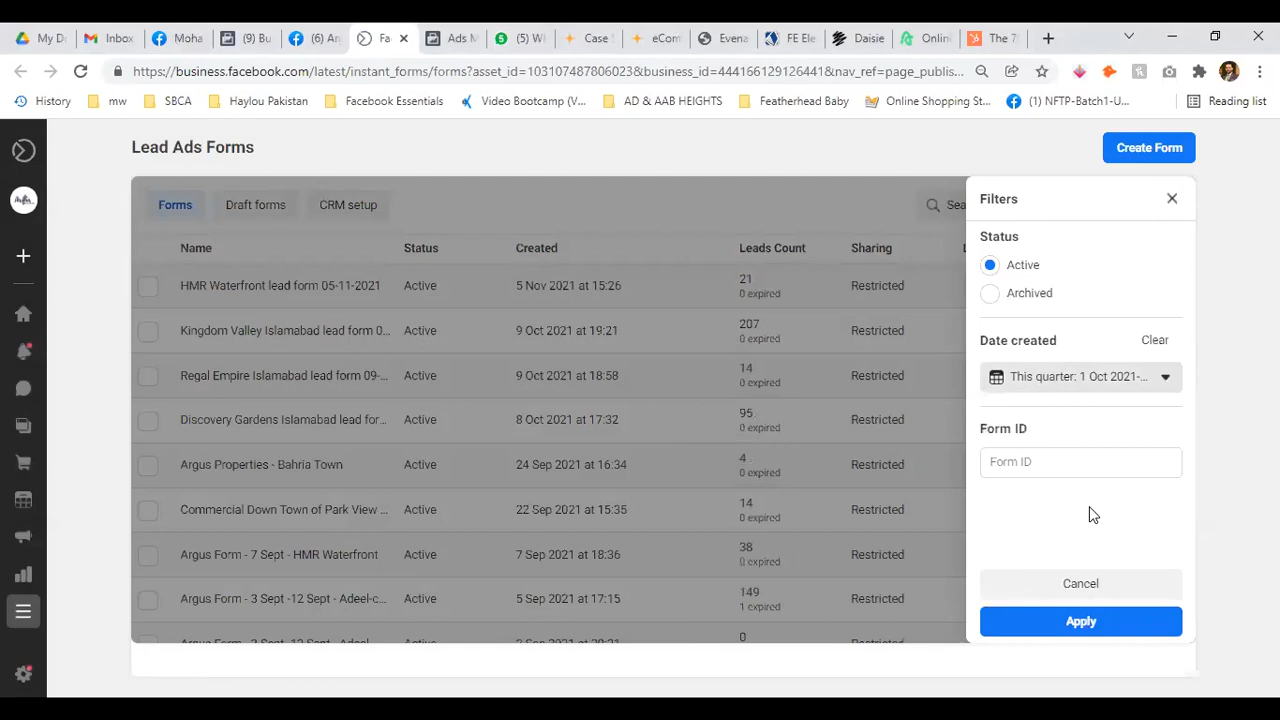 My D
Inbox
Moha
(9) Bu
(6) Ar
Fa
Ads M
(5) W
Case
eCom
Evena
FE Ele
Daisie
Onlin
The 7
https://business.facebook.com/latest/instant_forms/forms?asset_id=103107487806023&business_id=444166129126441&nav_ref=page_publis...
History
mw
SBCA
Haylou Pakistan
Facebook Essentials
Video Bootcamp (V...
AD & AAB HEIGHTS
Featherhead Baby
Online Shopping St...
(1) NFTP-Batch1-U...
Reading list
Lead Ads Forms
Create Form
Forms
Draft forms
CRM setup
Sea
Name
Status
Created
Leads Count
Sharing
HMR Waterfront lead form 05-11-2021
Active
5 Nov 2021 at 15:26
21
0 expired
Restricted
Kingdom Valley Islamabad lead form 0...
Active
9 Oct 2021 at 19:21
207
0 expired
Restricted
Regal Empire Islamabad lead form 09-...
Active
9 Oct 2021 at 18:58
14
0 expired
Restricted
Discovery Gardens Islamabad lead for...
Active
8 Oct 2021 at 17:32
95
0 expired
Restricted
Argus Properties - Bahria Town
Active
24 Sep 2021 at 16:34
4
0 expired
Restricted
Commercial Down Town of Park View ...
Active
22 Sep 2021 at 15:35
14
0 expired
Restricted
Argus Form - 7 Sept - HMR Waterfront
Active
7 Sep 2021 at 18:36
38
0 expired
Restricted
Argus Form - 3 Sept -12 Sept - Adeel-c...
Active
5 Sep 2021 at 17:15
149
1 expired
Restricted
0
Filters
Status
Active
Archived
Date created
Clear
This quarter: 1 Oct 2021-...
Form ID
Form ID
Cancel
Apply